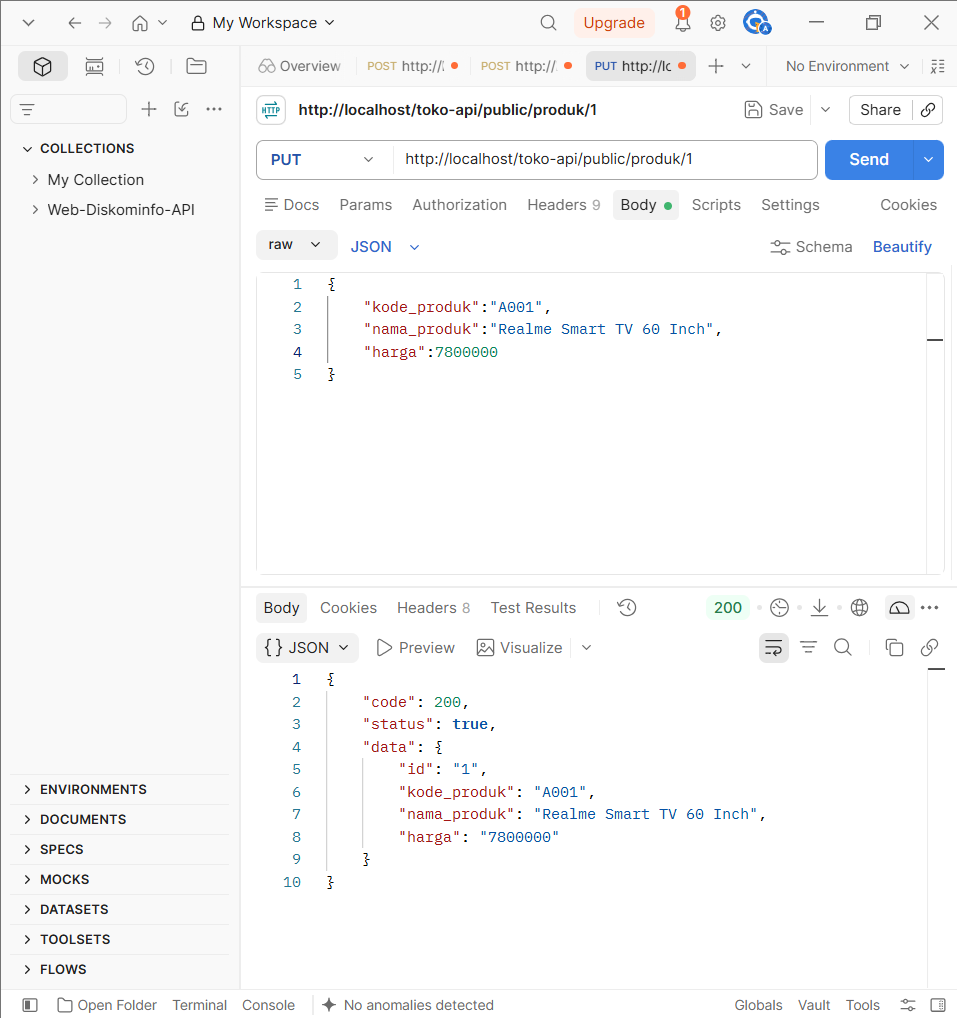 My Workspace
Upgrade
1
A
Overview
POST http://
POST http://
PUT http://lc
No Environment
HTTP
http://localhost/toko-api/public/produk/1
Save
Share
COLLECTIONS
My Collection
Web-Diskominfo-API
PUT
http://localhost/toko-api/public/produk/1
Send
Docs
Params
Authorization
Headers 9
Body
Scripts
Settings
Cookies
raw
JSON
Schema
Beautify
1 {
2 "kode_produk":"A001",
3 "nama_produk":"Realme Smart TV 60 Inch",
4 "harga":7800000
5 }
Body
Cookies
Headers 8
Test Results
200
{} JSON
Preview
Visualize
1 {
2 "code": 200,
3 "status": true,
4 "data": {
5 "id": "1",
6 "kode_produk": "A001",
7 "nama_produk": "Realme Smart TV 60 Inch",
8 "harga": "7800000"
9 }
10 }
ENVIRONMENTS
DOCUMENTS
SPECS
MOCKS
DATASETS
TOOLSETS
FLOWS
Open Folder
Terminal
Console
No anomalies detected
Globals
Vault
Tools